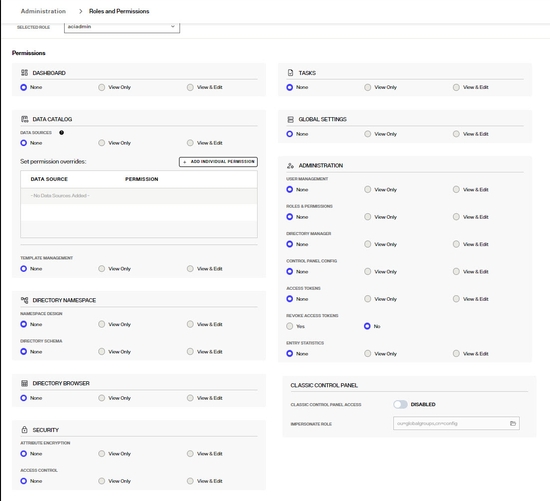 Administration > Roles and Permissions
SELECTED ROLE aciadmin
Permissions
DASHBOARD
None View Only View & Edit
DATA CATALOG
DATA SOURCES
None View Only View & Edit
Set permission overrides: + ADD INDIVIDUAL PERMISSION
DATA SOURCE PERMISSION
- No Data Sources Added -
TEMPLATE MANAGEMENT
None View Only View & Edit
DIRECTORY NAMESPACE
NAMESPACE DESIGN
None View Only View & Edit
DIRECTORY SCHEMA
None View Only View & Edit
DIRECTORY BROWSER
None View Only View & Edit
SECURITY
ATTRIBUTE ENCRYPTION
None View Only View & Edit
ACCESS CONTROL
None View Only View & Edit
TASKS
None View Only View & Edit
GLOBAL SETTINGS
None View Only View & Edit
ADMINISTRATION
USER MANAGEMENT
None View Only View & Edit
ROLES & PERMISSIONS
None View Only View & Edit
DIRECTORY MANAGER
None View Only View & Edit
CONTROL PANEL CONFIG
None View Only View & Edit
ACCESS TOKENS
None View Only View & Edit
REVOKE ACCESS TOKENS
Yes No
ENTRY STATISTICS
None View Only View & Edit
CLASSIC CONTROL PANEL
CLASSIC CONTROL PANEL ACCESS DISABLED
IMPERSONATE ROLE ou=globalgroups,cn=config